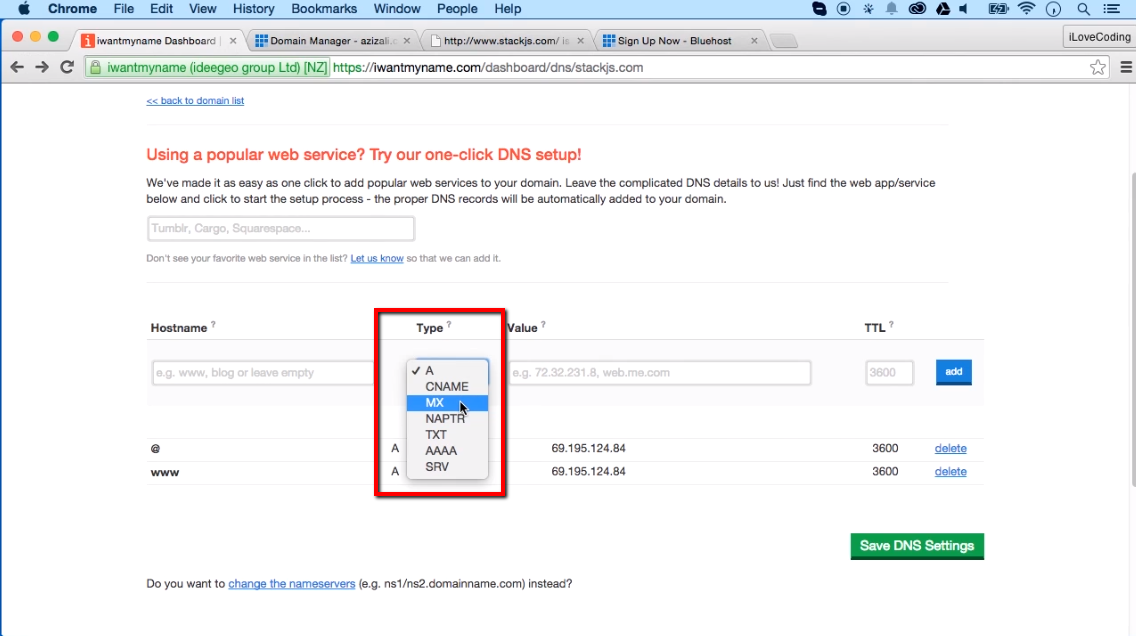 Chrome File Edit View History Bookmarks Window People Help
iwantmyname Dashboard
Domain Manager - azizali.c
http://www.stackjs.com/ is
Sign Up Now - Bluehost
iLoveCoding
iwantmyname (ideegeo group Ltd) [NZ] https://iwantmyname.com/dashboard/dns/stackjs.com
<< back to domain list
Using a popular web service? Try our one-click DNS setup!
We've made it as easy as one click to add popular web services to your domain. Leave the complicated DNS details to us! Just find the web app/service
below and click to start the setup process - the proper DNS records will be automatically added to your domain.
Tumblr, Cargo, Squarespace...
Don't see your favorite web service in the list? Let us know so that we can add it.
Hostname ? Type ? Value ? TTL ?
e.g. www, blog or leave empty
✓ A
CNAME
MX
NAPTR
TXT
AAAA
SRV
e.g. 72.32.231.8, web.me.com
3600
add
@ A 69.195.124.84 3600 delete
www A 69.195.124.84 3600 delete
Save DNS Settings
Do you want to change the nameservers (e.g. ns1/ns2.domainname.com) instead?